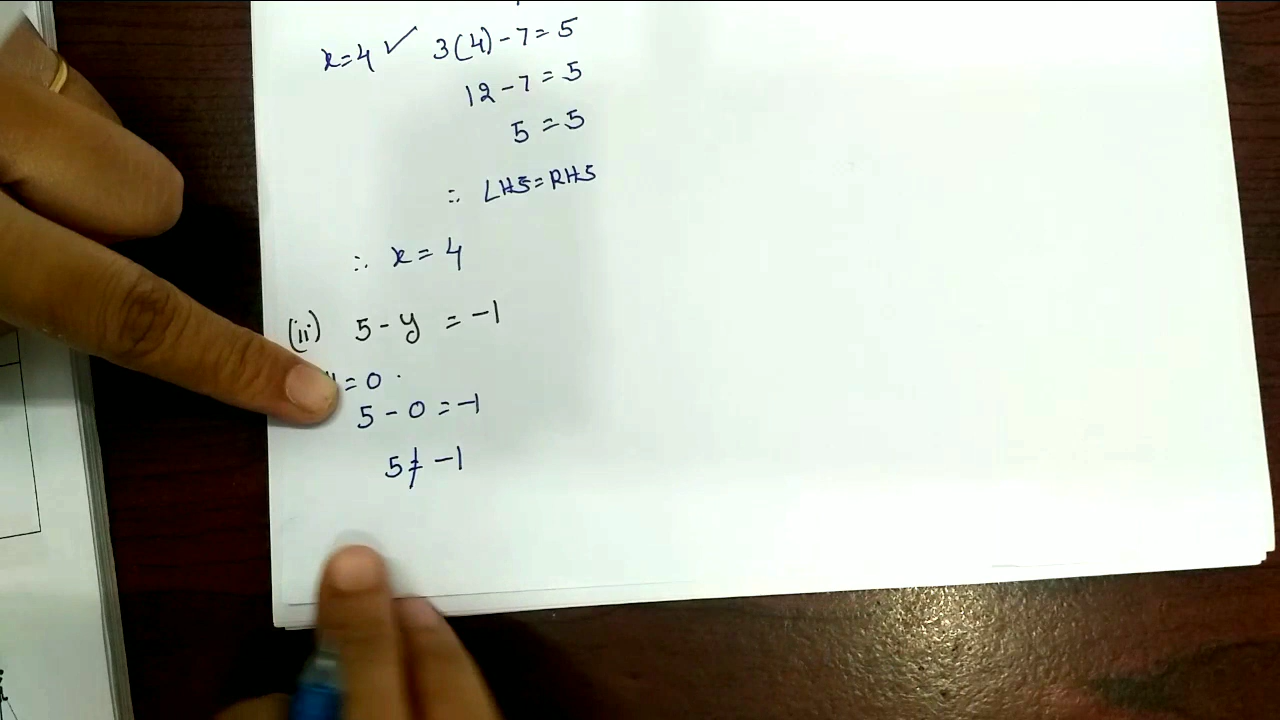 x=4 ✓ 3(4)-7=5
12-7=5
5=5
∴ LHS=RHS
∴ x=4
(ii) 5-y=-1
=0
5-0=-1
5≠-1